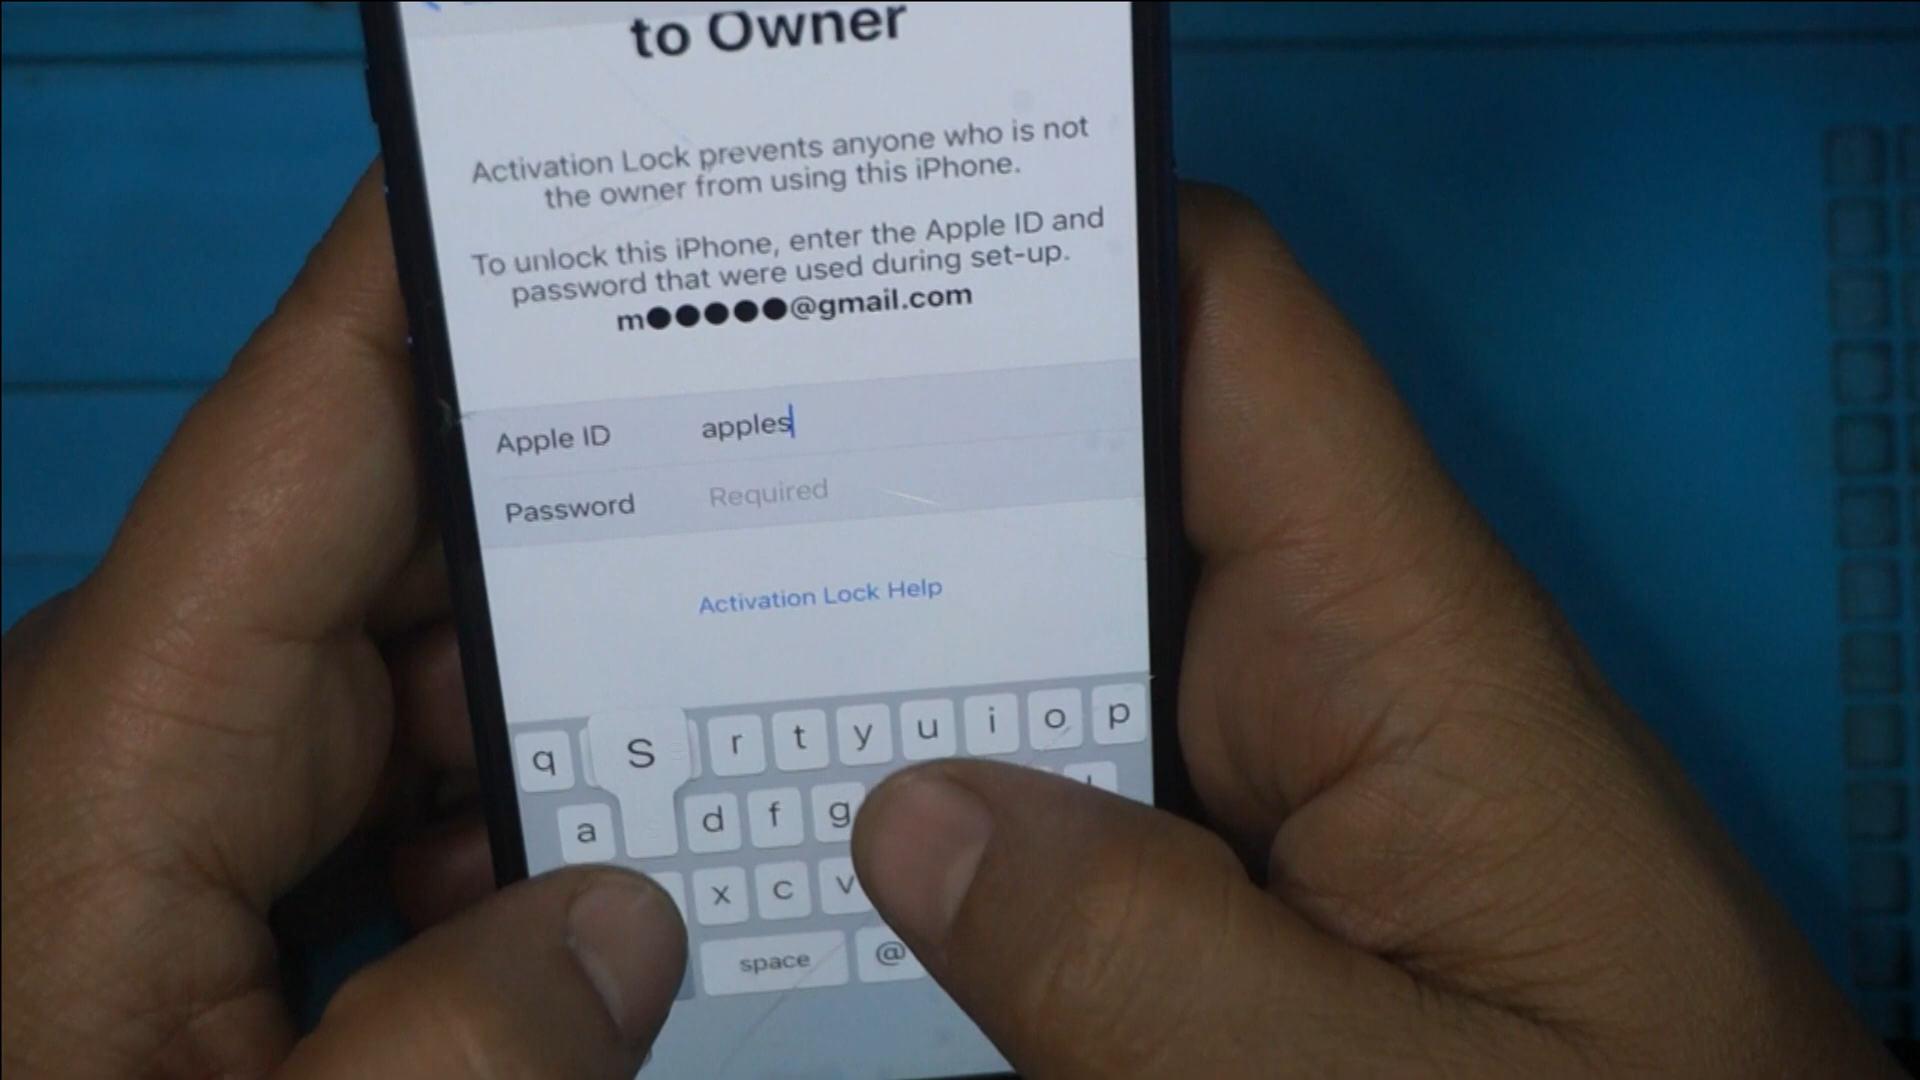 to Owner
Activation Lock prevents anyone who is not
the owner from using this iPhone.
To unlock this iPhone, enter the Apple ID and
password that were used during set-up.
m●●●●●@gmail.com
Apple ID apples
Password Required
Activation Lock Help
q S r t y u i o p
a d f g
x c v
space @